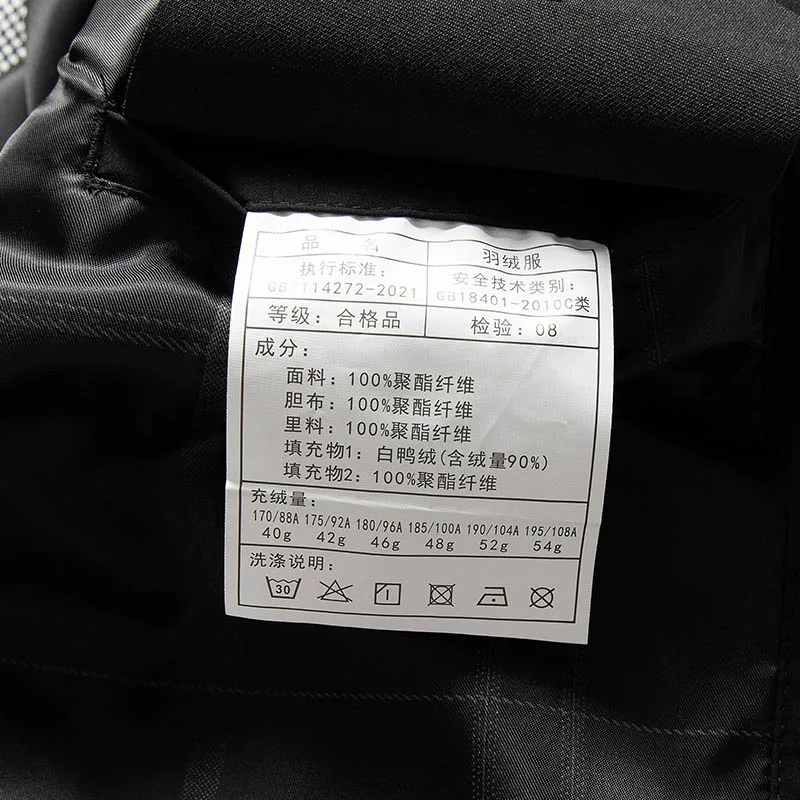 品 名 羽绒服
执行标准: 安全技术类别:
GB/T14272-2021 GB18401-2010C类
等级: 合格品 检验: 08
成分:
面料: 100%聚酯纤维
胆布: 100%聚酯纤维
里料: 100%聚酯纤维
填充物1: 白鸭绒(含绒量90%)
填充物2: 100%聚酯纤维
充绒量:
170/88A 175/92A 180/96A 185/100A 190/104A 195/108A
40g 42g 46g 48g 52g 54g
洗涤说明:
30